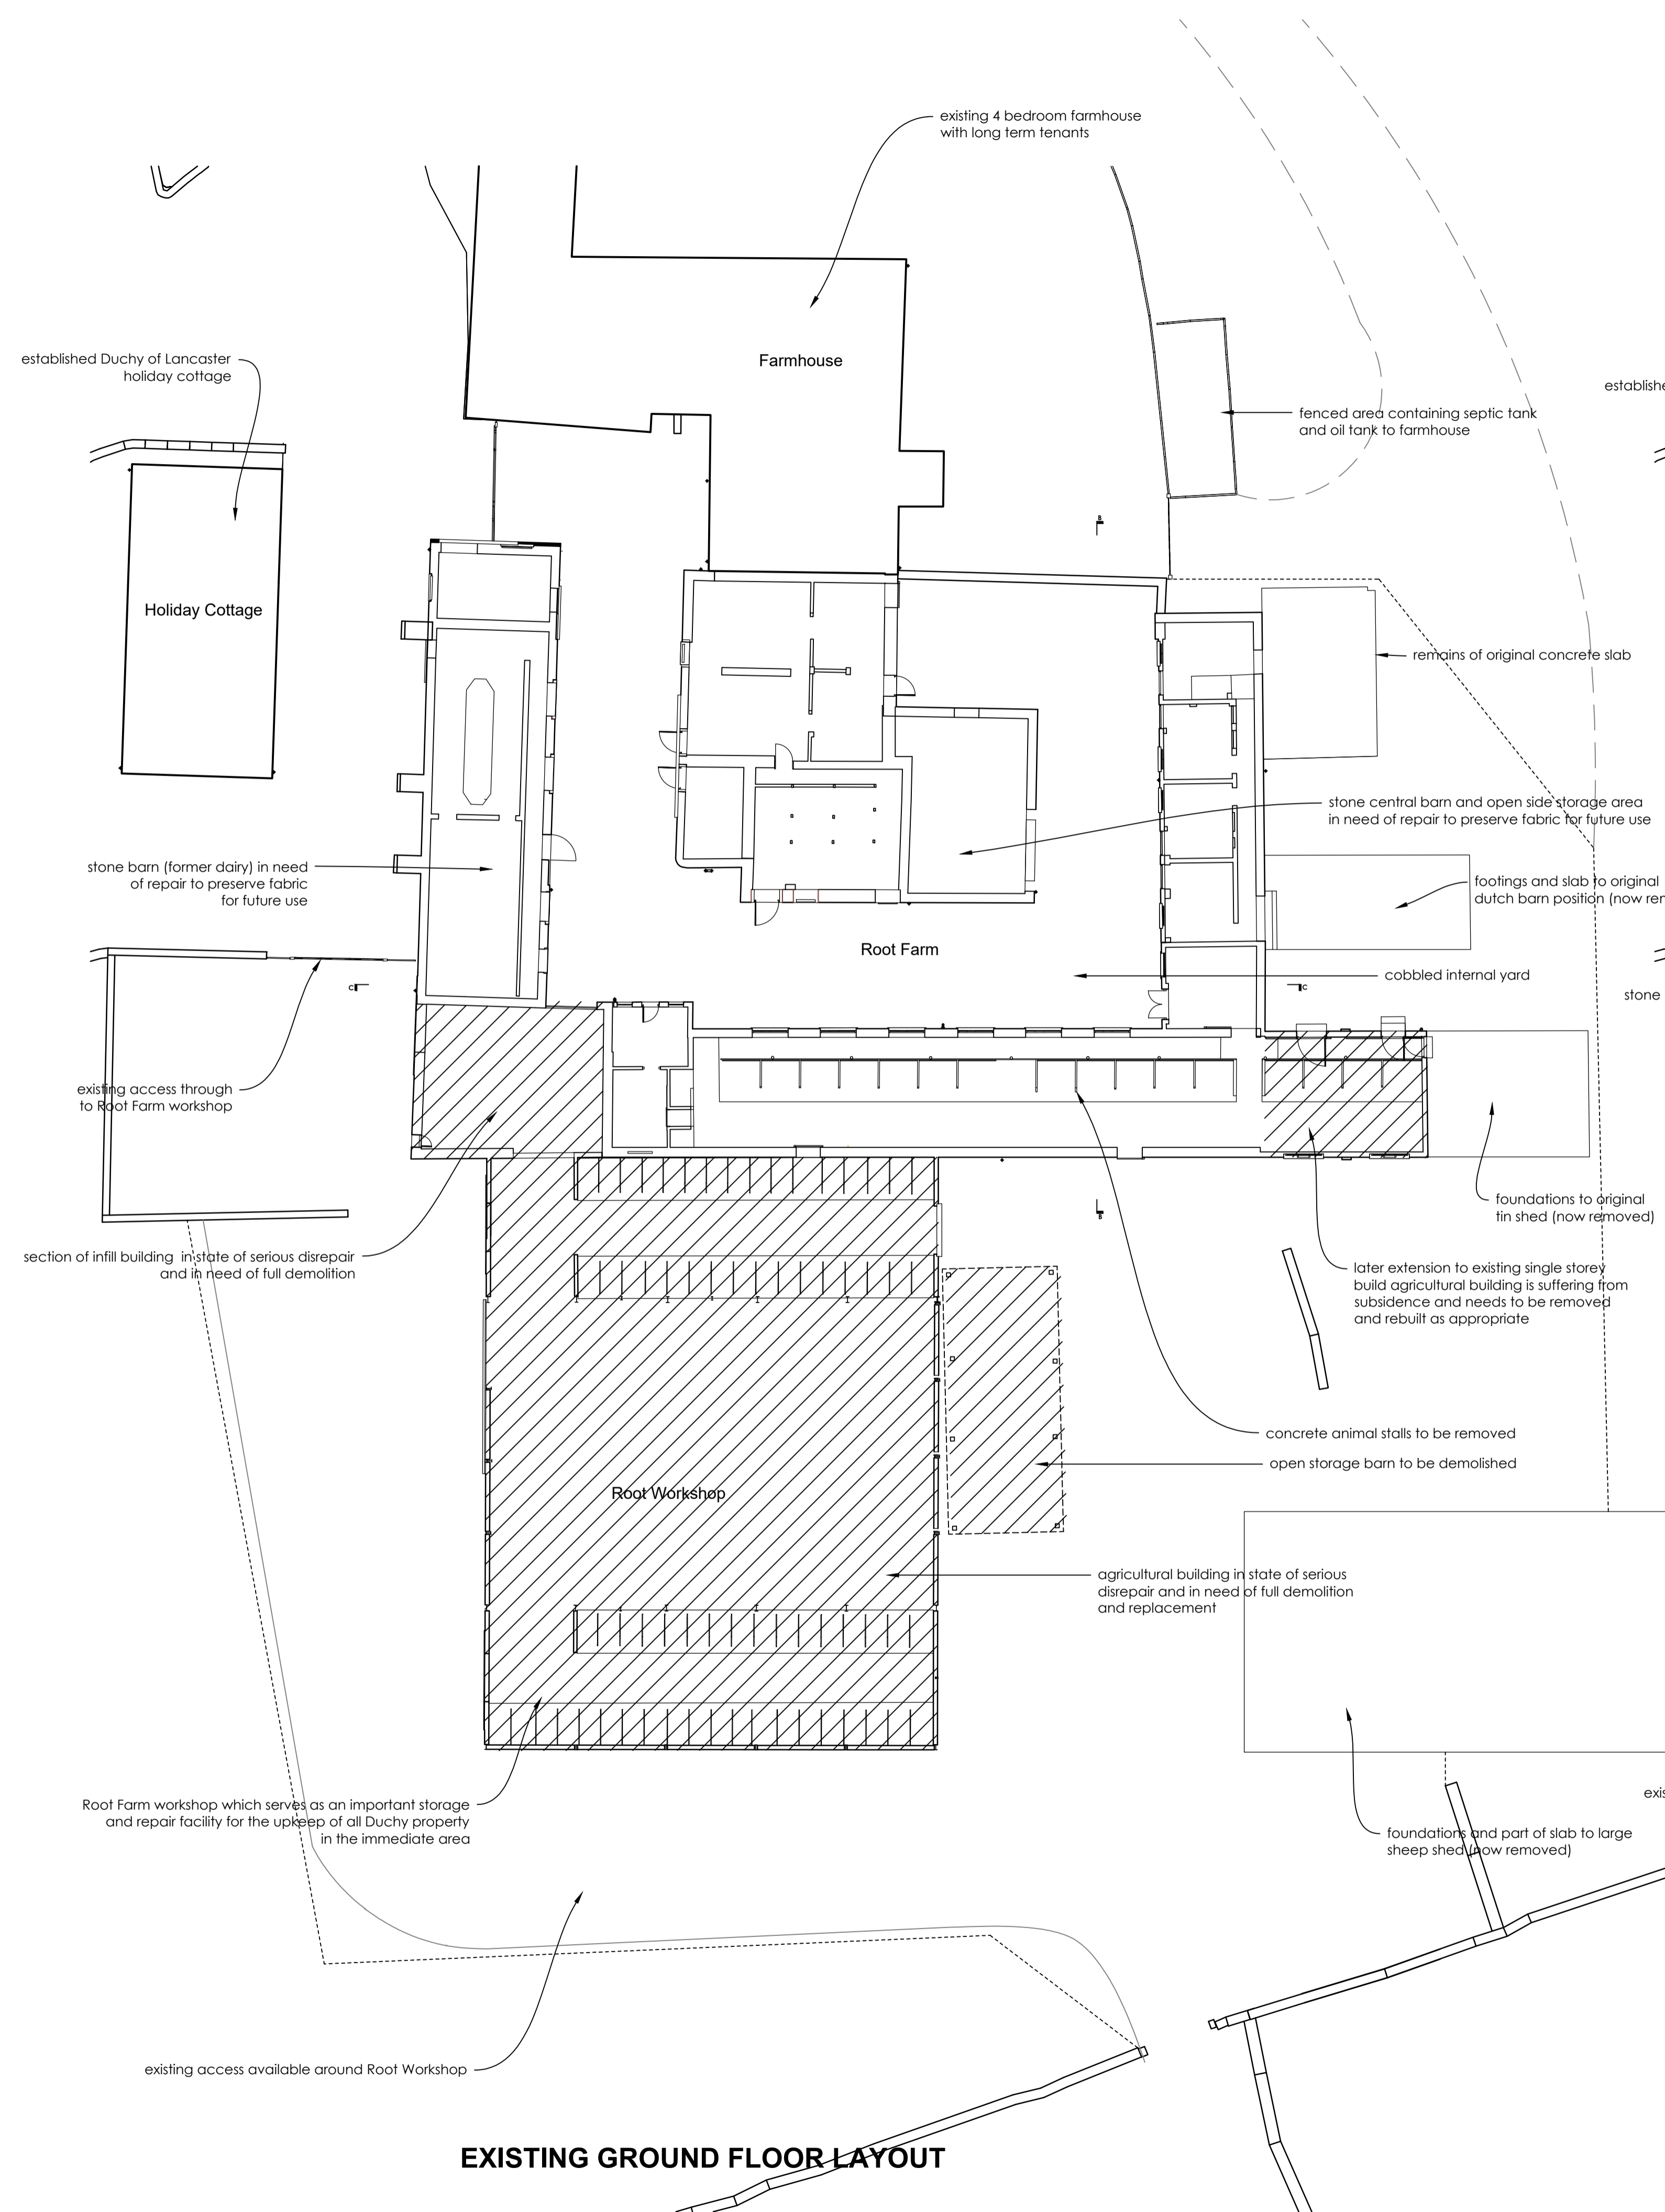 existing 4 bedroom farmhouse
with long term tenants
established Duchy of Lancaster
holiday cottage
Farmhouse
establishe
fenced area containing septic tank
and oil tank to farmhouse
B
Holiday Cottage
remains of original concrete slab
stone central barn and open side storage area
in need of repair to preserve fabric for future use
stone barn (former dairy) in need
of repair to preserve fabric
for future use
footings and slab to original
dutch barn position (now rem
Root Farm
cobbled internal yard
C
C
stone
existing access through
to Root Farm workshop
foundations to original
tin shed (now removed)
B
section of infill building in state of serious disrepair
and in need of full demolition
later extension to existing single storey
build agricultural building is suffering from
subsidence and needs to be removed
and rebuilt as appropriate
concrete animal stalls to be removed
open storage barn to be demolished
Root Workshop
agricultural building in state of serious
disrepair and in need of full demolition
and replacement
exis
Root Farm workshop which serves as an important storage
and repair facility for the upkeep of all Duchy property
in the immediate area
foundations and part of slab to large
sheep shed (now removed)
existing access available around Root Workshop
EXISTING GROUND FLOOR LAYOUT